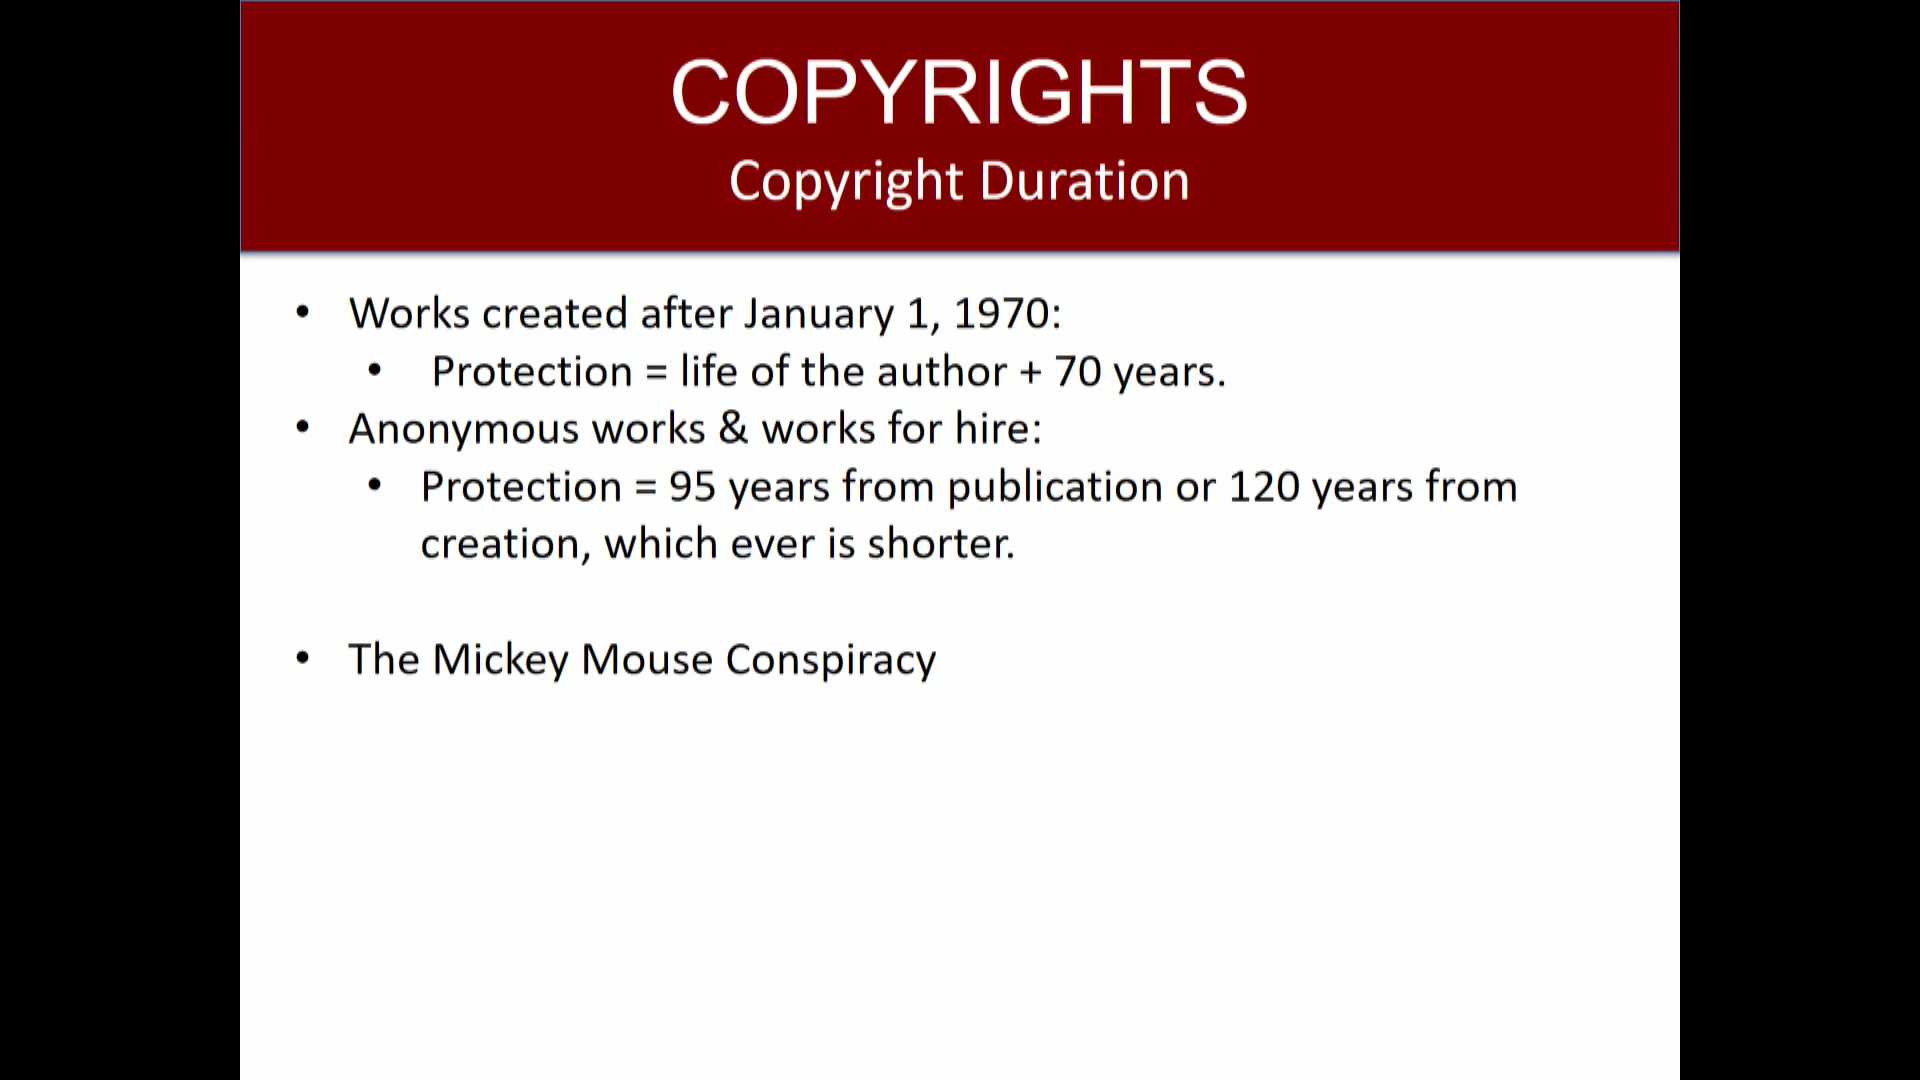 COPYRIGHTS
Copyright Duration
• Works created after January 1, 1970:
• Protection = life of the author + 70 years.
• Anonymous works & works for hire:
• Protection = 95 years from publication or 120 years from
creation, which ever is shorter.
• The Mickey Mouse Conspiracy